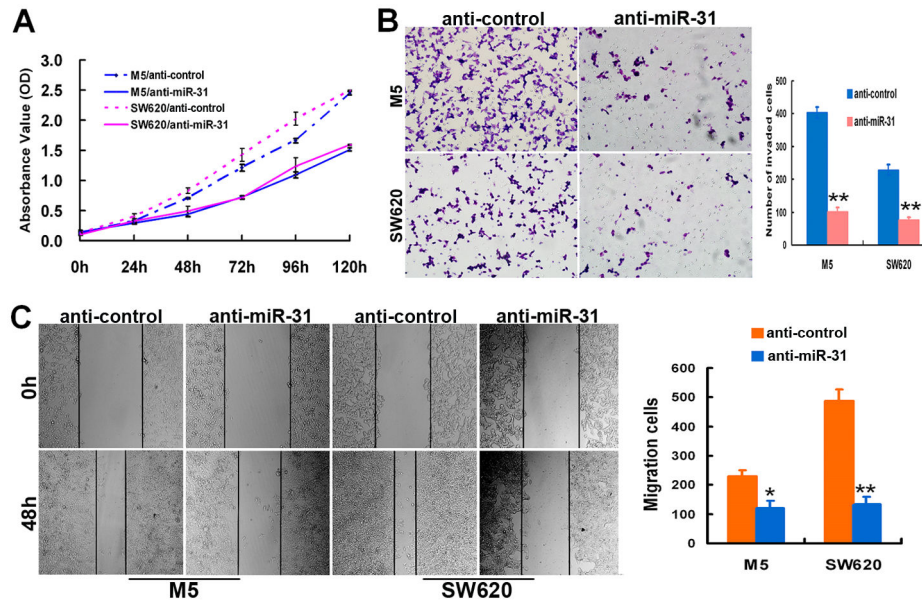 A
Absorbance Value (OD)
3.0
2.5
2.0
1.5
1.0
0.5
0.0
0h 24h 48h 72h 96h 120h
M5/anti-control
M5/anti-miR-31
SW620/anti-control
SW620/anti-miR-31
B
anti-control anti-miR-31
M5
SW620
Number of invaded cells
500
400
300
200
100
0
anti-control
anti-miR-31
**
**
M5 SW620
C
anti-control anti-miR-31 anti-control anti-miR-31
0h
48h
M5 SW620
anti-control
anti-miR-31
Migration cells
600
500
400
300
200
100
0
*
**
M5 SW620